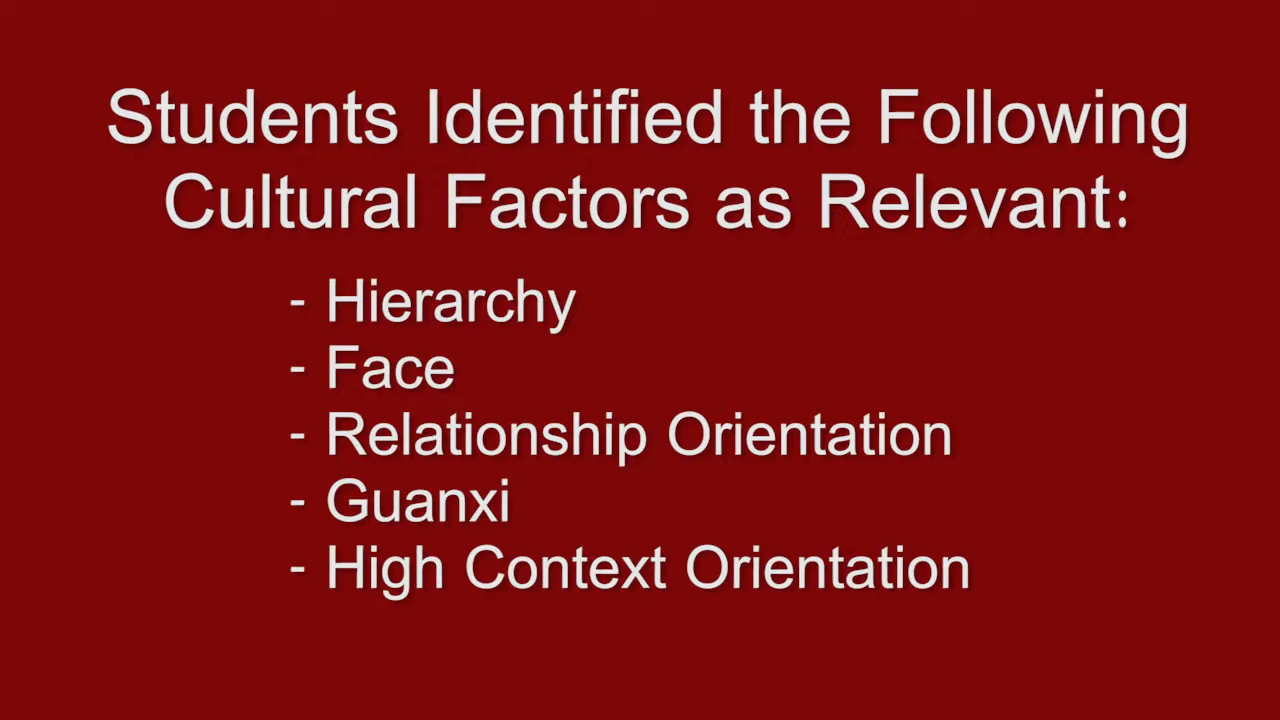 Students Identified the Following
Cultural Factors as Relevant:
- Hierarchy
- Face
- Relationship Orientation
- Guanxi
- High Context Orientation